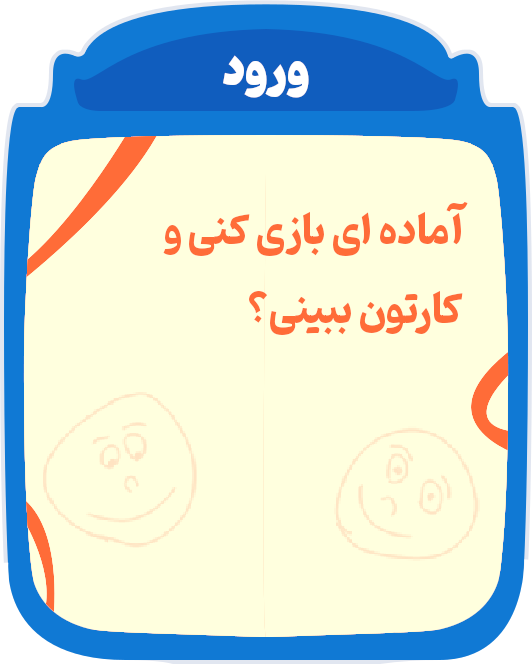 ورود
آماده ای بازی کنی و
کارتون ببینی؟